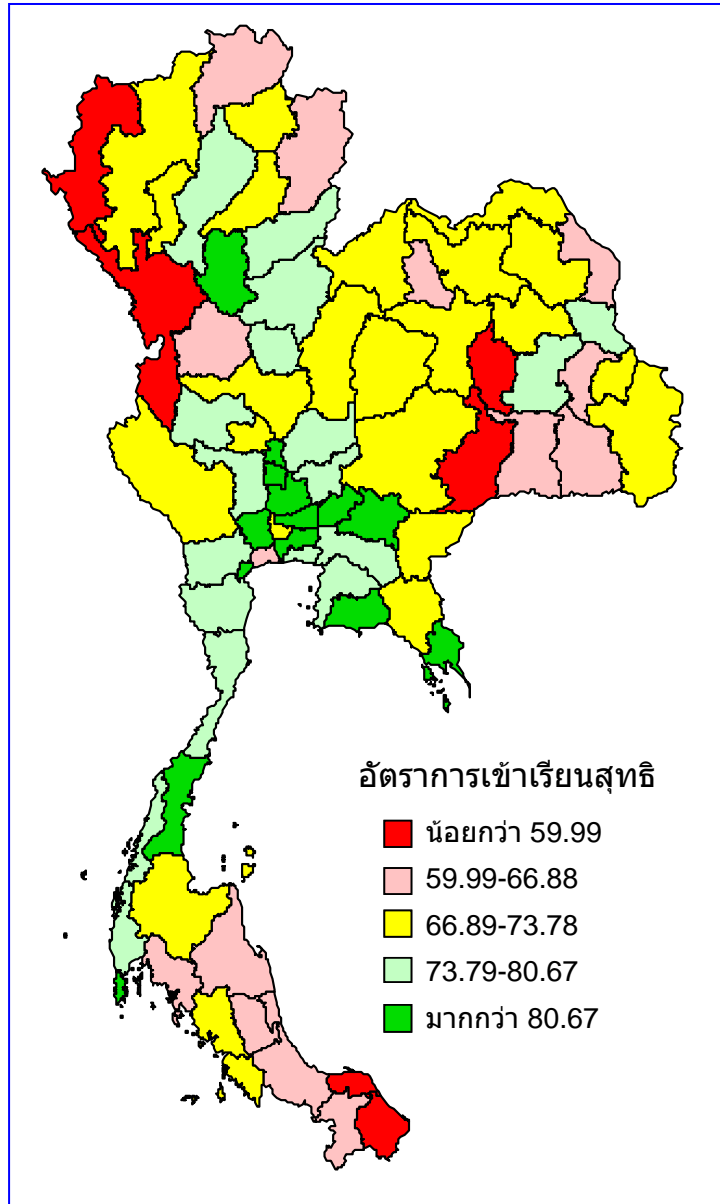 อัตราการเข้าเรียนสุทธิ
น้อยกว่า 59.99
59.99-66.88
66.89-73.78
73.79-80.67
มากกว่า 80.67